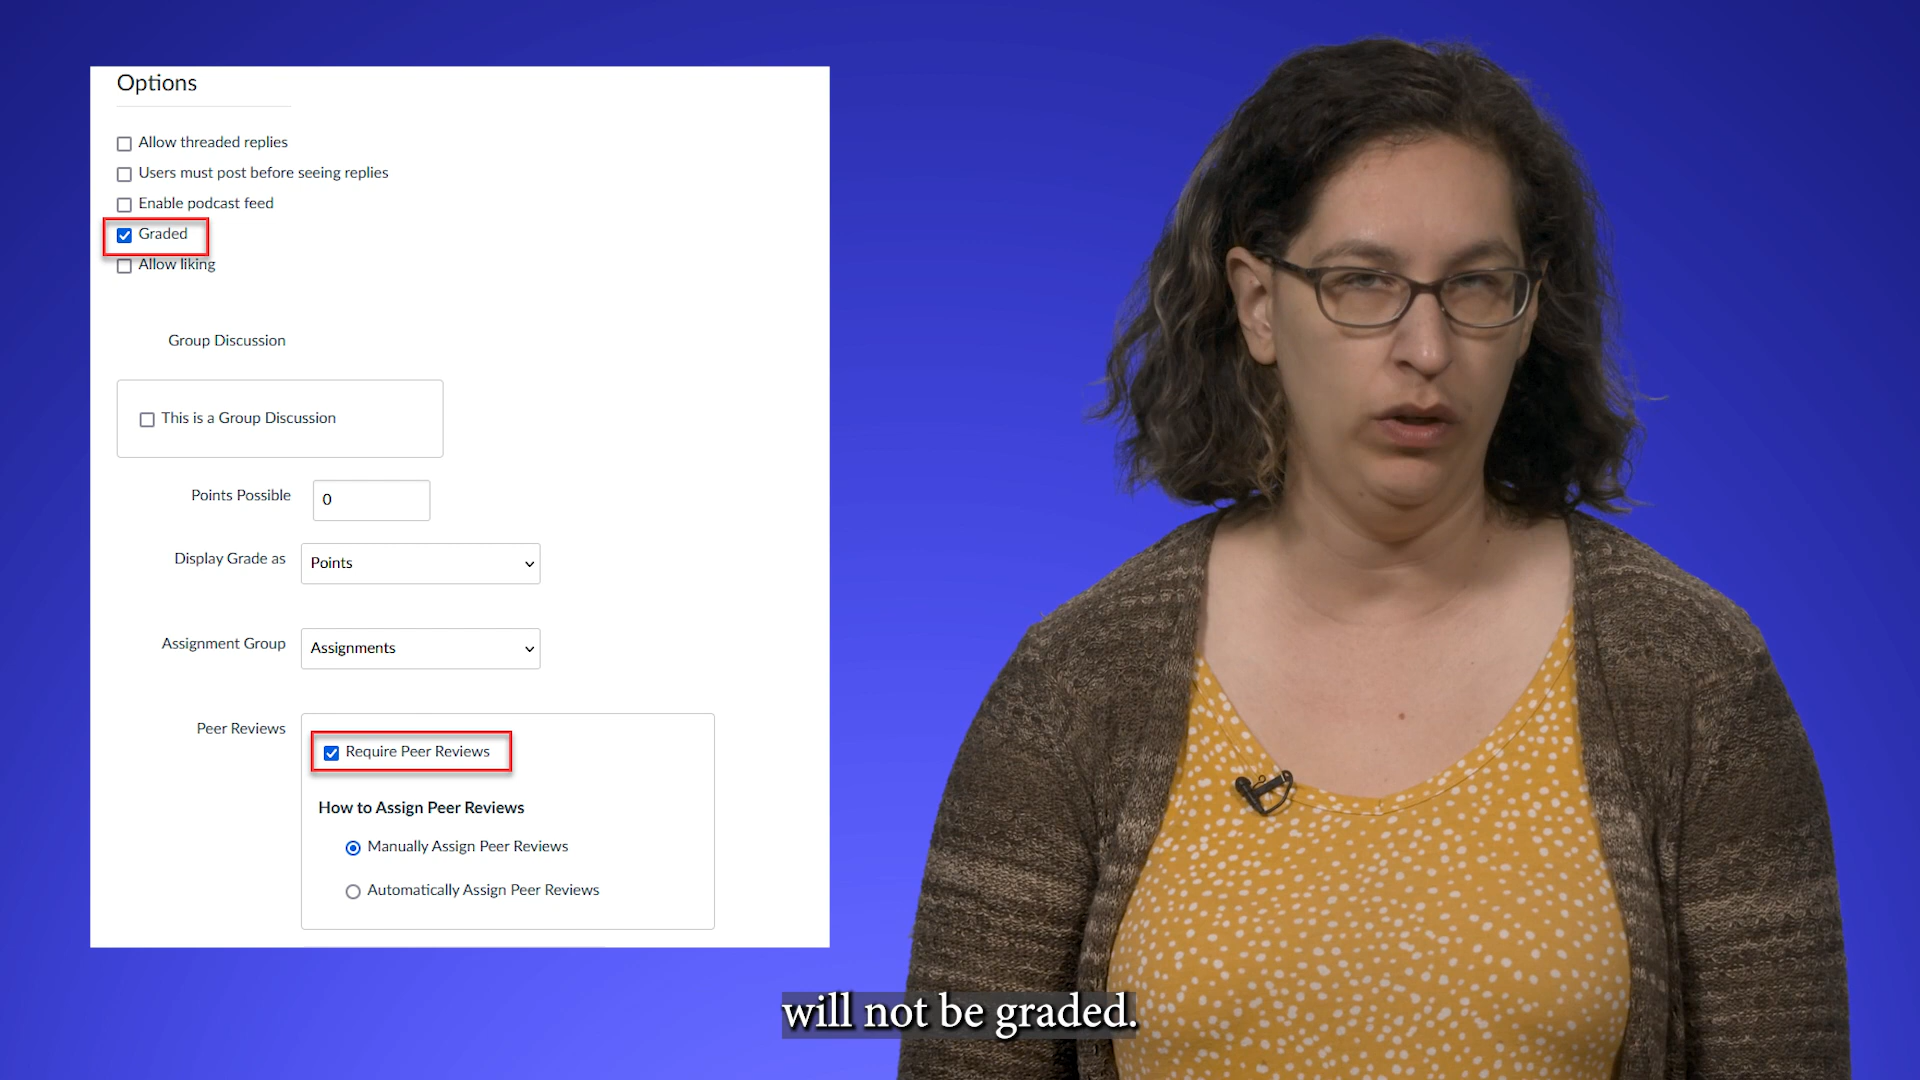 Options
Allow threaded replies
Users must post before seeing replies
Enable podcast feed
Graded
Allow liking
Group Discussion
This is a Group Discussion
Points Possible 0
Display Grade as Points
Assignment Group Assignments
Peer Reviews Require Peer Reviews
How to Assign Peer Reviews
Manually Assign Peer Reviews
Automatically Assign Peer Reviews
will not be graded.